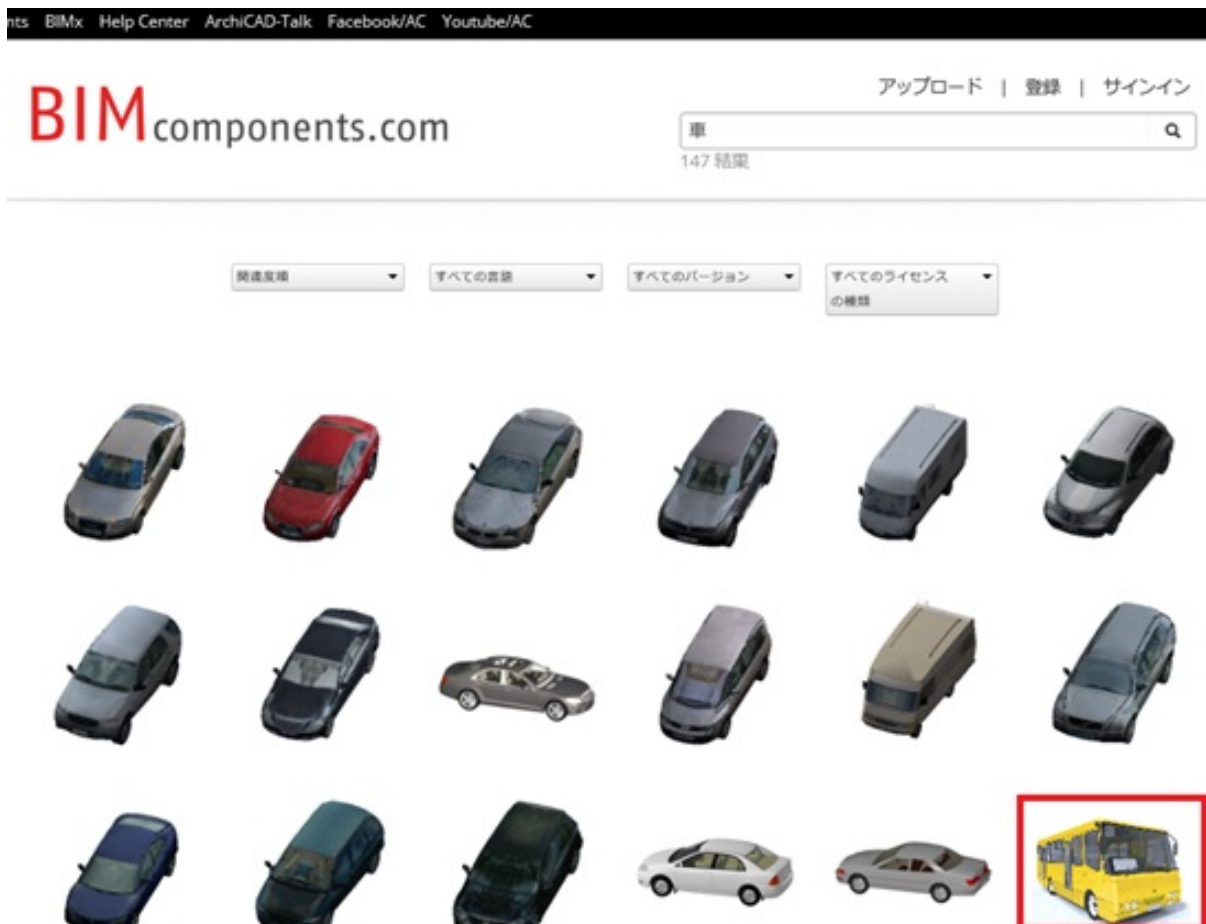 nts BIMx Help Center ArchiCAD-Talk Facebook/AC Youtube/AC
BIMcomponents.com
アップロード | 登録 | サインイン
車
147 結果
関連度順 すべての言語 すべてのバージョン すべてのライセンス
の種類